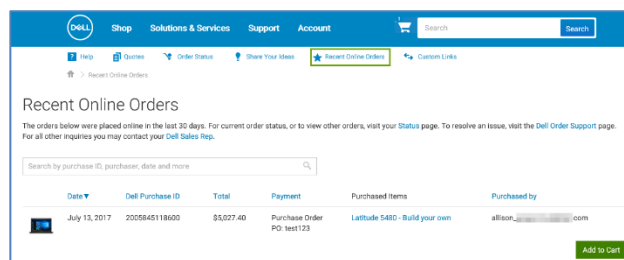 DELL Shop Solutions & Services Support Account 1 Search Search
Help Quotes Order Status Share Your Ideas Recent Online Orders Custom Links
> Recent Online Orders
Recent Online Orders
The orders below were placed online in the last 30 days. For current order status, or to view other orders, visit your Status page. To resolve an issue, visit the Dell Order Support page.
For all other inquiries you may contact your Dell Sales Rep.
Search by purchase ID, purchaser, date and more
Date▼ Dell Purchase ID Total Payment Purchased Items Purchased by
July 13, 2017 2005845118600 $5,027.40 Purchase Order Latitude 5480 - Build your own allison_ .com
PO: test123
Add to Cart